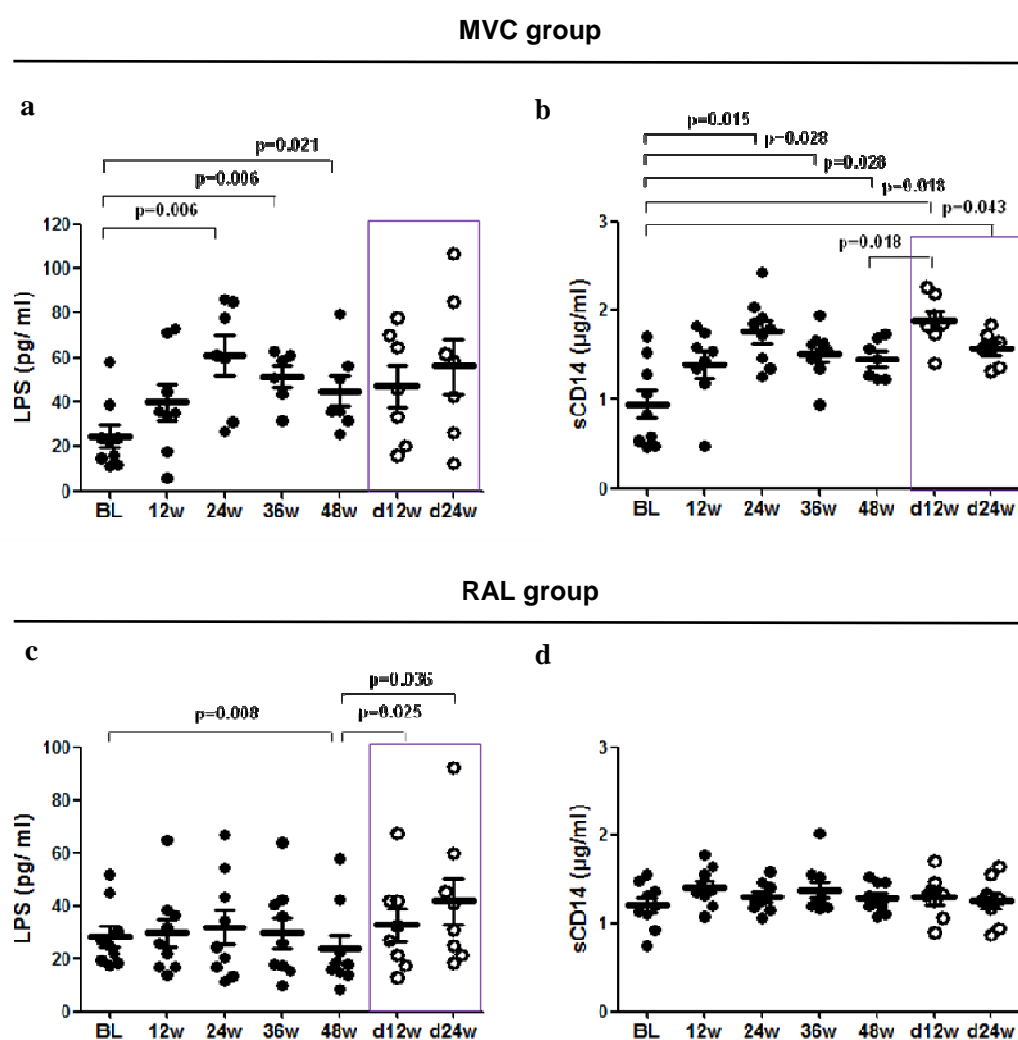 MVC group
a
b
p=0.015
p=0.028
p=0.021
p=0.028
p=0.006
p=0.018
p=0.006
p=0.043
p=0.018
LPS (pg/ ml)
120
100
80
60
40
20
0
BL 12w 24w 36w 48w d12w d24w
sCD14 (µg/ml)
3
2
1
0
BL 12w 24w 36w 48w d12w d24w
RAL group
c
d
p=0.036
p=0.008
p=0.025
LPS (pg/ ml)
100
80
60
40
20
0
BL 12w 24w 36w 48w d12w d24w
sCD14 (µg/ml)
3
2
1
0
BL 12w 24w 36w 48w d12w d24w